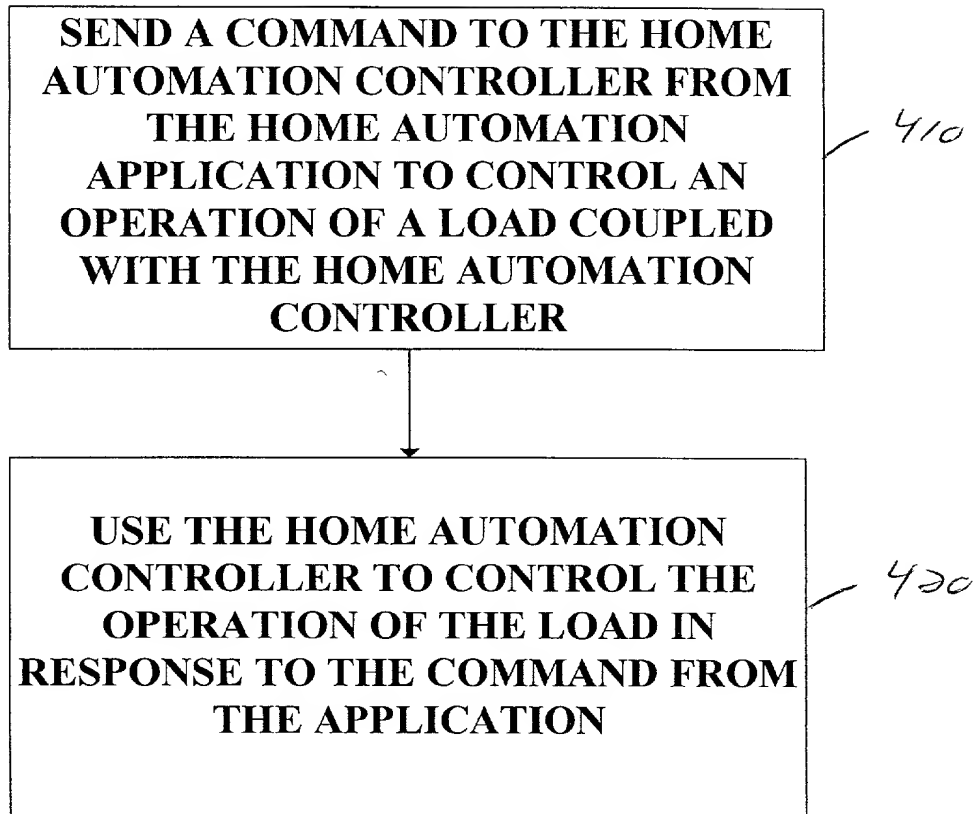 SEND A COMMAND TO THE HOME
AUTOMATION CONTROLLER FROM
THE HOME AUTOMATION
APPLICATION TO CONTROL AN
OPERATION OF A LOAD COUPLED
WITH THE HOME AUTOMATION
CONTROLLER
410
USE THE HOME AUTOMATION
CONTROLLER TO CONTROL THE
OPERATION OF THE LOAD IN
RESPONSE TO THE COMMAND FROM
THE APPLICATION
420